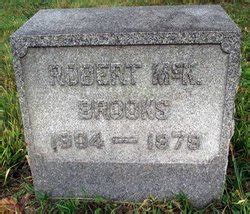 ROBERT McK.
BROOKS
1904 — 1979